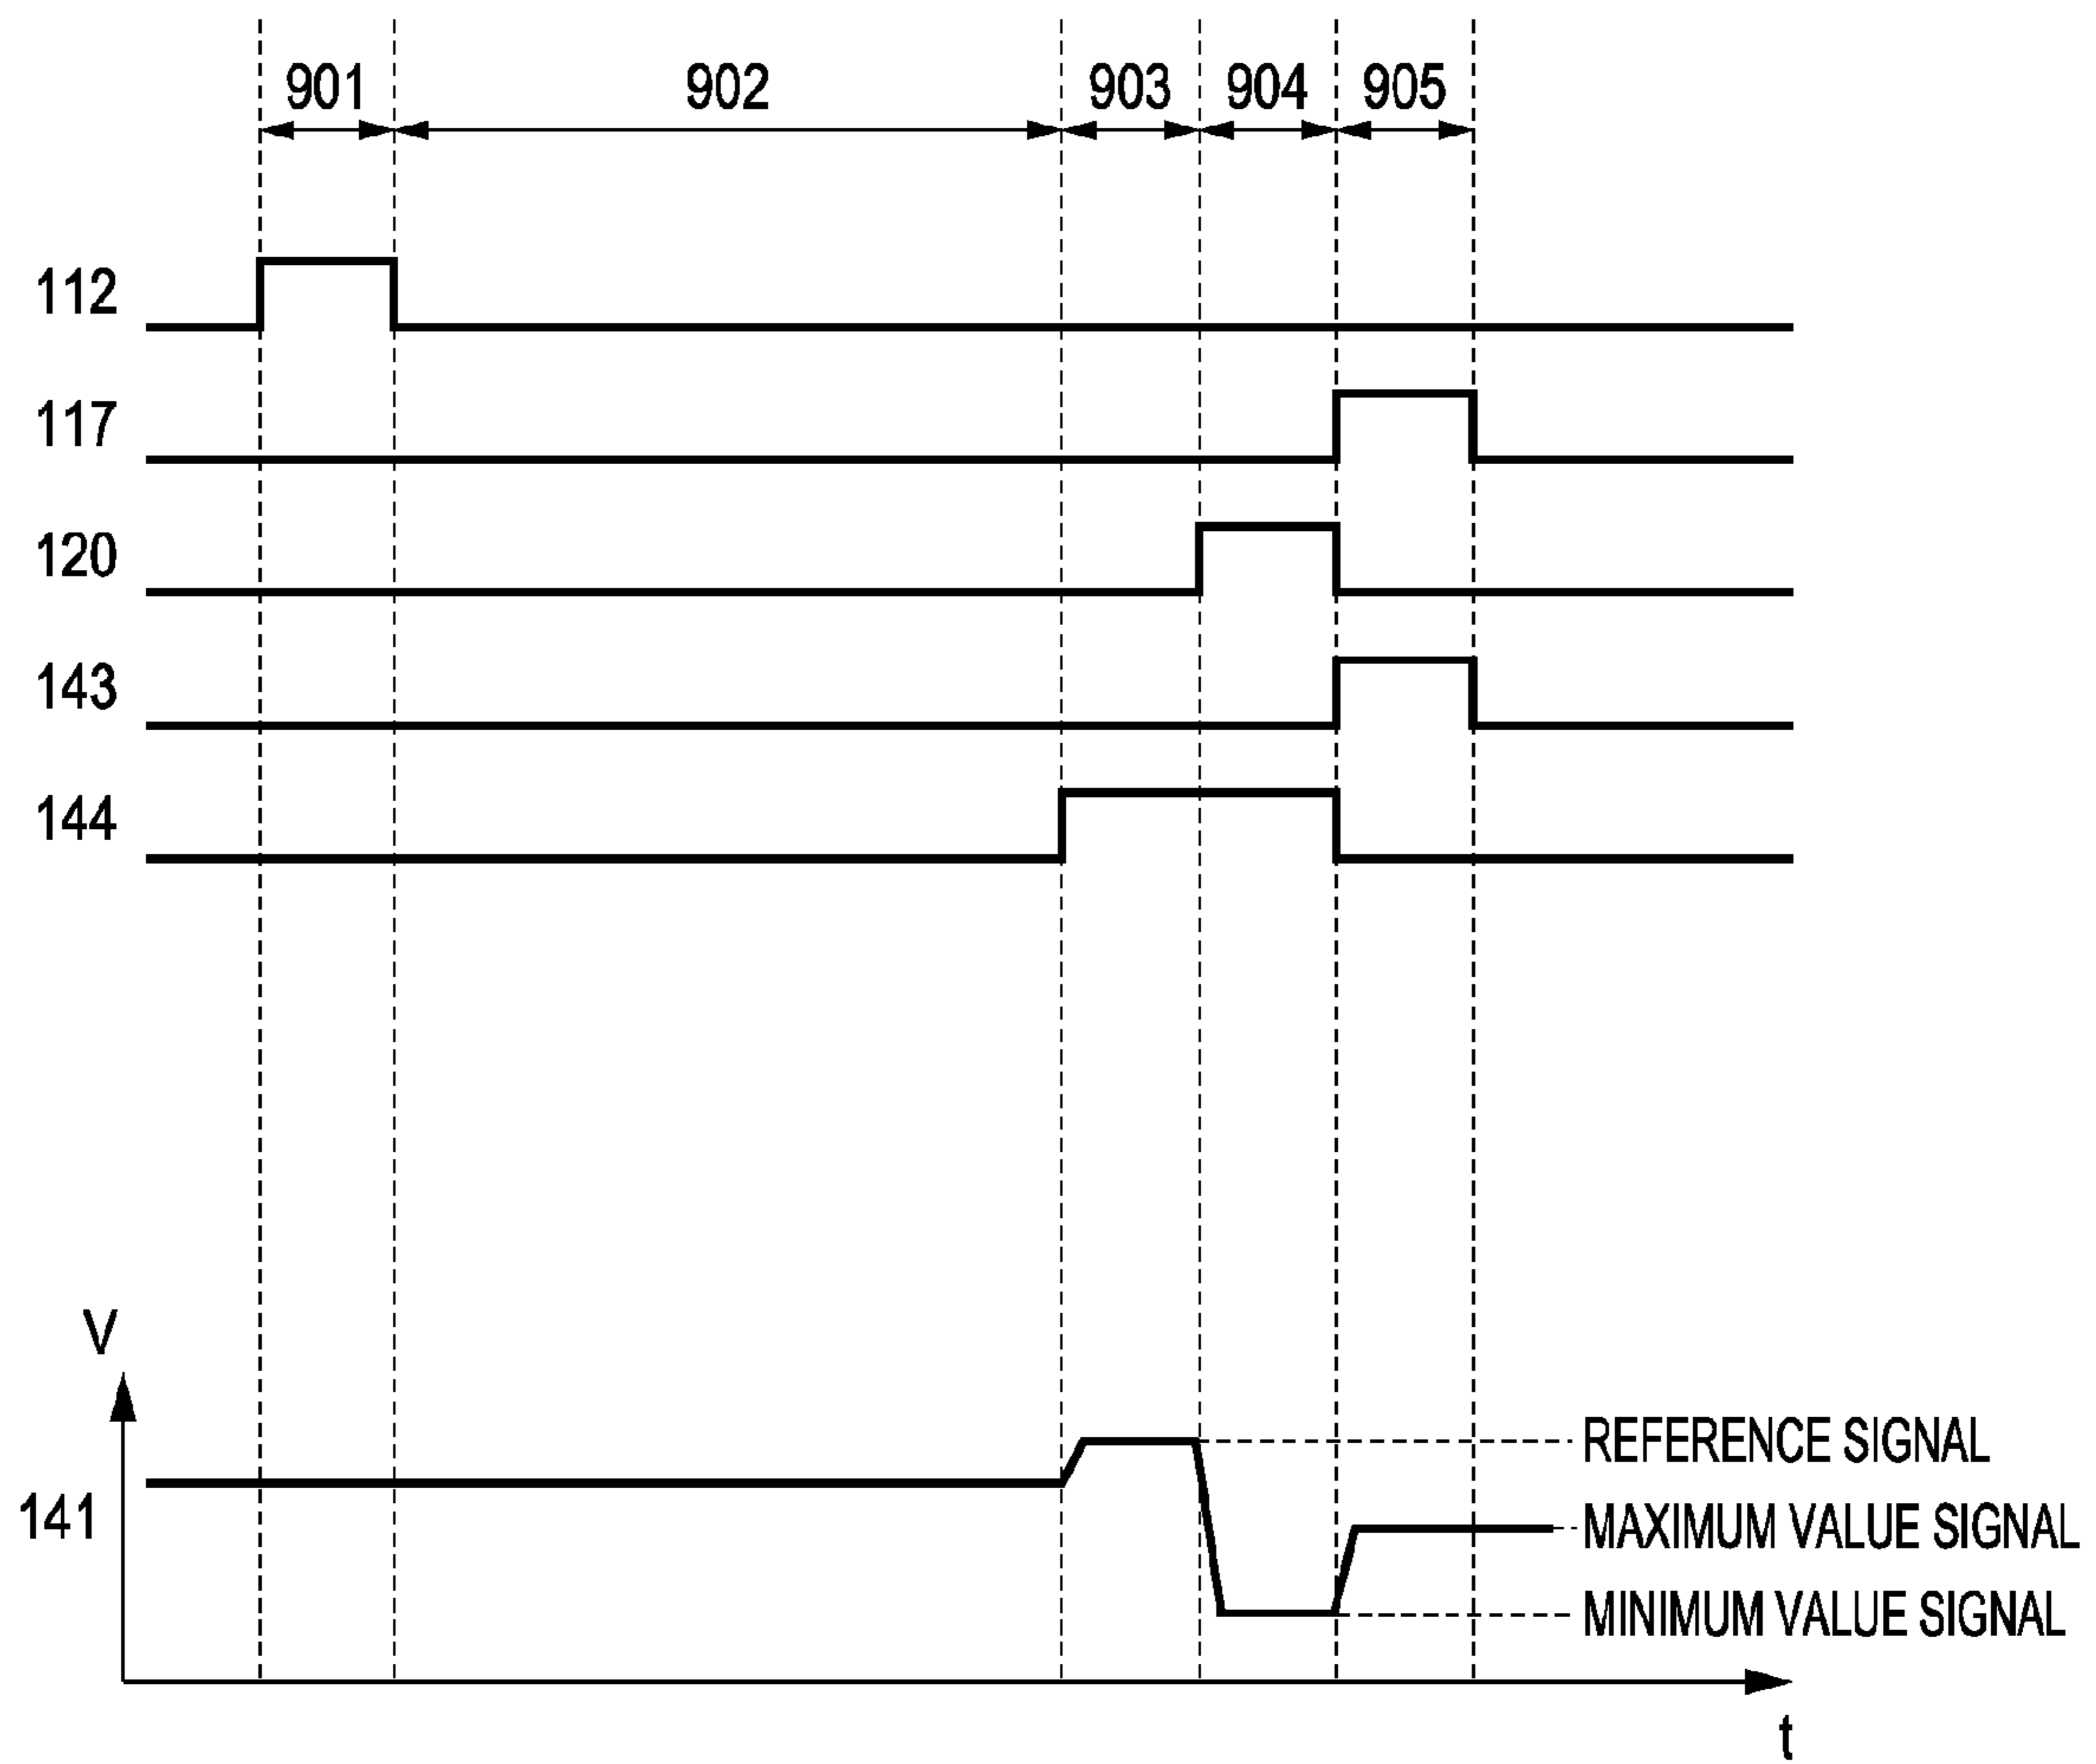 901 902 903 904 905
112
117
120
143
144
V
REFERENCE SIGNAL
141
MAXIMUM VALUE SIGNAL
MINIMUM VALUE SIGNAL
t